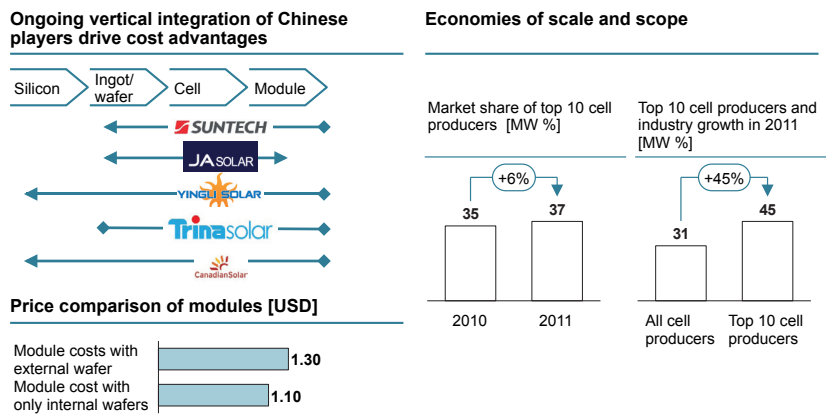 Ongoing vertical integration of Chinese
players drive cost advantages
Silicon
Ingot/
wafer
Cell
Module
SUNTECH
JA SOLAR
YINGLI SOLAR
Trinasolar
CanadianSolar
Price comparison of modules [USD]
Module costs with
external wafer
1.30
Module cost with
only internal wafers
1.10
Economies of scale and scope
Market share of top 10 cell
producers [MW %]
+6%
35
37
2010
2011
Top 10 cell producers and
industry growth in 2011
[MW %]
+45%
31
45
All cell
producers
Top 10 cell
producers